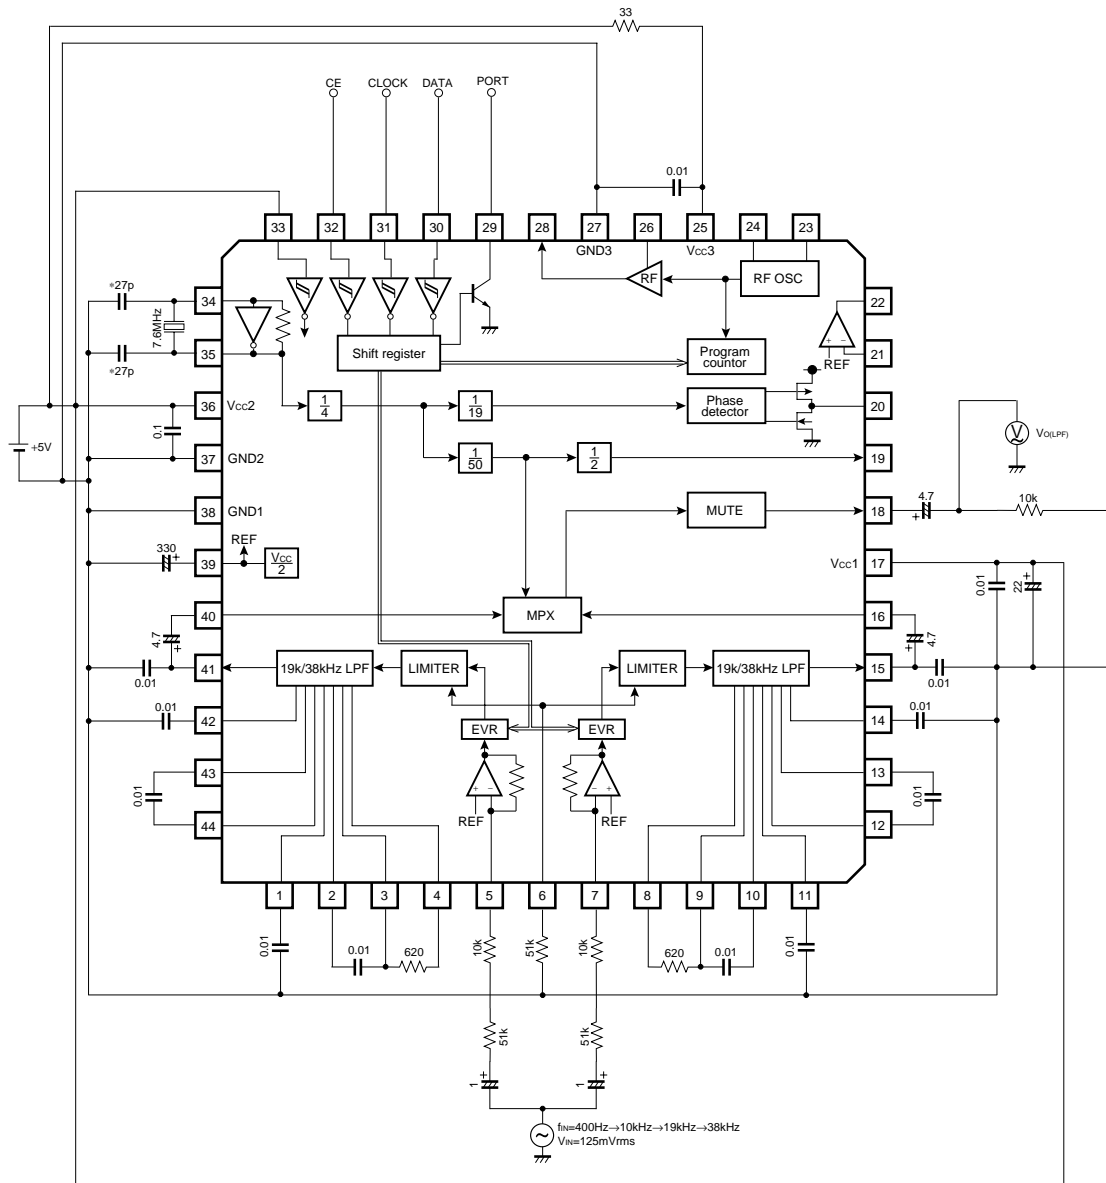 33
CE
CLOCK
DATA
PORT
0.01
33
32
31
30
29
28
27
26
25
24
23
GND3
Vcc3
*27p
34
7.6MHz
35
*27p
RF
RF OSC
22
21
+ −
REF
Shift register
Program
countor
36
Vcc2
0.1
+5V
37
GND2
1
4
1
19
Phase
detector
20
V
VO(LPF)
1
50
1
2
19
38
GND1
MUTE
18
4.7
+
10k
REF
330
+
39
Vcc
2
Vcc1
17
0.01
22
+
40
MPX
16
4.7
+
4.7
+
41
0.01
19k/38kHz LPF
LIMITER
LIMITER
19k/38kHz LPF
15
0.01
0.01
42
EVR
EVR
14
0.01
43
0.01
44
+ −
REF
− +
REF
13
0.01
12
1
2
3
4
5
6
7
8
9
10
11
0.01
0.01
620
10k
51k
10k
620
0.01
0.01
51k
51k
1
+
1
+
fIN=400Hz→10kHz→19kHz→38kHz
VIN=125mVrms